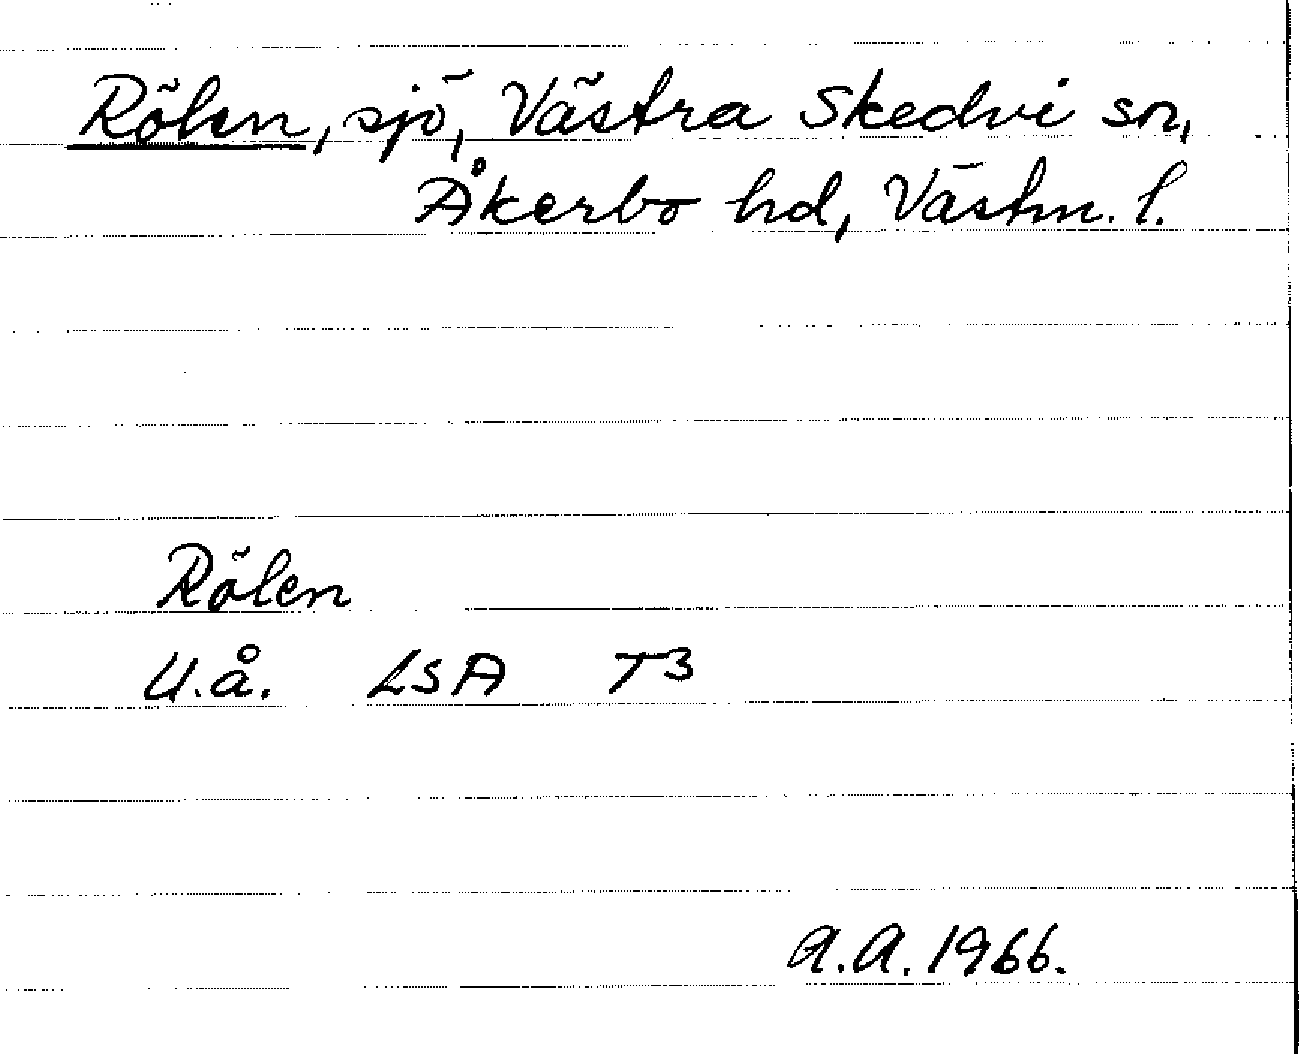 Rölen, sjö, Västra Skedvi sn,
Åkerbo hd, Västm. l.
Rölen
U.å. LSA T3
A.A. 1966.